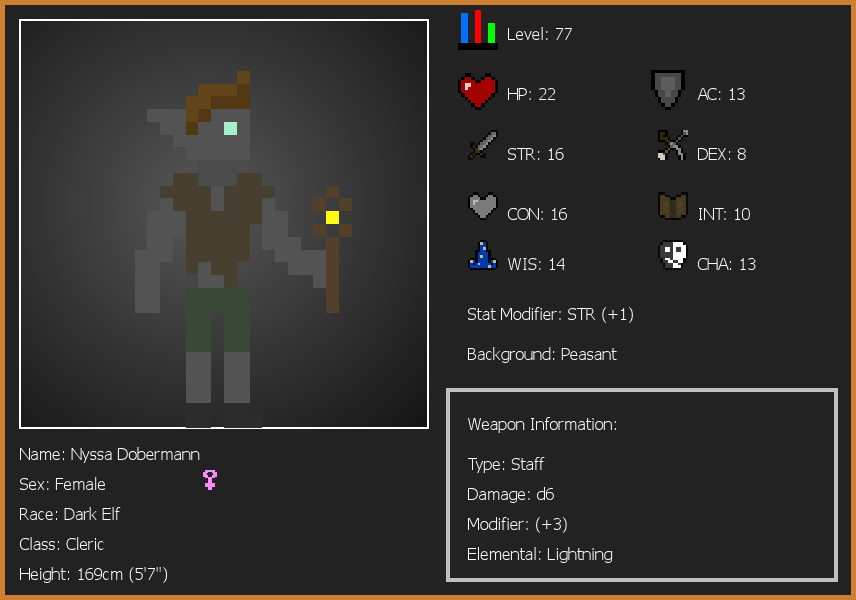 Level: 77
HP: 22
AC: 13
STR: 16
DEX: 8
CON: 16
INT: 10
WIS: 14
CHA: 13
Stat Modifier: STR (+1)
Background: Peasant
Weapon Information:
Type: Staff
Damage: d6
Modifier: (+3)
Elemental: Lightning
Name: Nyssa Dobermann
Sex: Female
Race: Dark Elf
Class: Cleric
Height: 169cm (5'7")